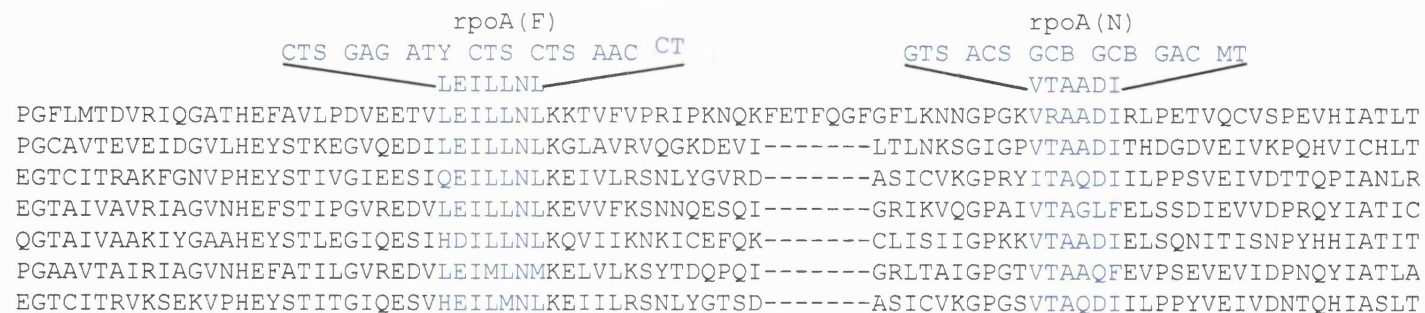 rpoA(F) rpoA(N)
CTS GAG ATY CTS CTS AAC CT GTS ACS GCB GCB GAC MT
LEILLNL VTAADI
PGFLMTDVRIQGATHEFAVLPDVEETVLEILLNLKKTVFVPRIPKNQKFETFQGFGFLKNNGPGKVRAADIRLPETVQCVSPEVHIATLT
PGCAVTEVEIDGVLHEYSTKEGVQEDILEILLNLKGLAVRVQGKDEVI-------LTLNKSGIGPVTAADITHDGDVEIVKPQHVICHLT
EGTCITRAKFGNVPHEYSTIVGIEESIQEILLNLKEIVLRSNLYGVRD-------ASICVKGPRYITAQDIILPPSVEIVDTTQPIANLR
EGTAIVAVRIAGVNHEFSTIPGVREDVLEILLNLKEVVFKSNNQESQI-------GRIKVQGPAIVTAGLFELSSDIEVVDPRQYIATIC
QGTAIVAAKIYGAAHEYSTLEGIQESIHDILLNLKQVIIKNKICEFQK-------CLISIIGPKKVTAADIELSQNITISNPYHHIATIT
PGAAVTAIRIAGVNHEFATILGVREDVLEIMLNMKELVLKSYTDQPQI-------GRLTAIGPGTVTAAQFEVPSEVEVIDPNQYIATLA
EGTCITRVKSEKVPHEYSTITGIQESVHEILMNLKEIILRSNLYGTSD-------ASICVKGPGSVTAQDIILPPYVEIVDNTQHIASLT